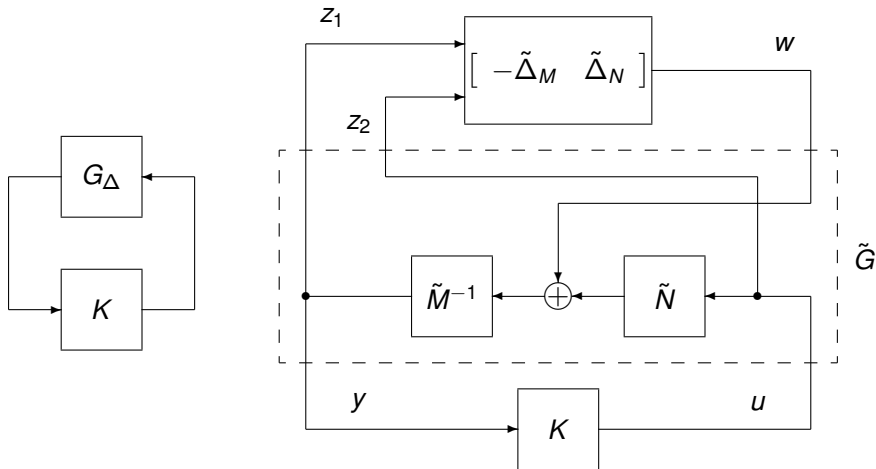 z₁
w
[ −Δ̃_M Δ̃_N ]
z₂
G_Δ
G̃
M̃⁻¹
+
Ñ
K
y
u
K